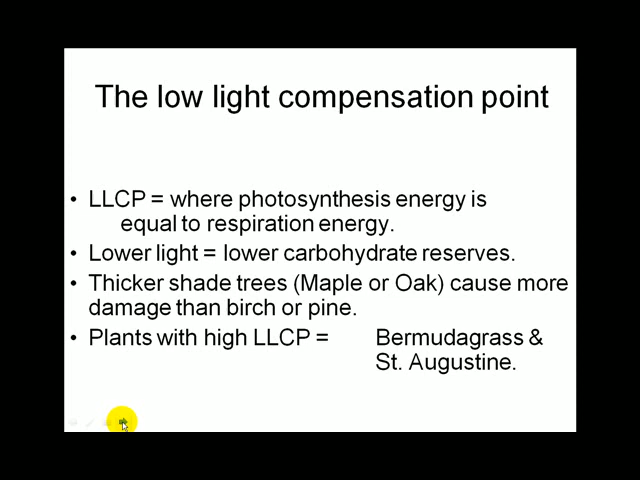 The low light compensation point
• LLCP = where photosynthesis energy is
equal to respiration energy.
• Lower light = lower carbohydrate reserves.
• Thicker shade trees (Maple or Oak) cause more
damage than birch or pine.
• Plants with high LLCP = Bermudagrass &
St. Augustine.